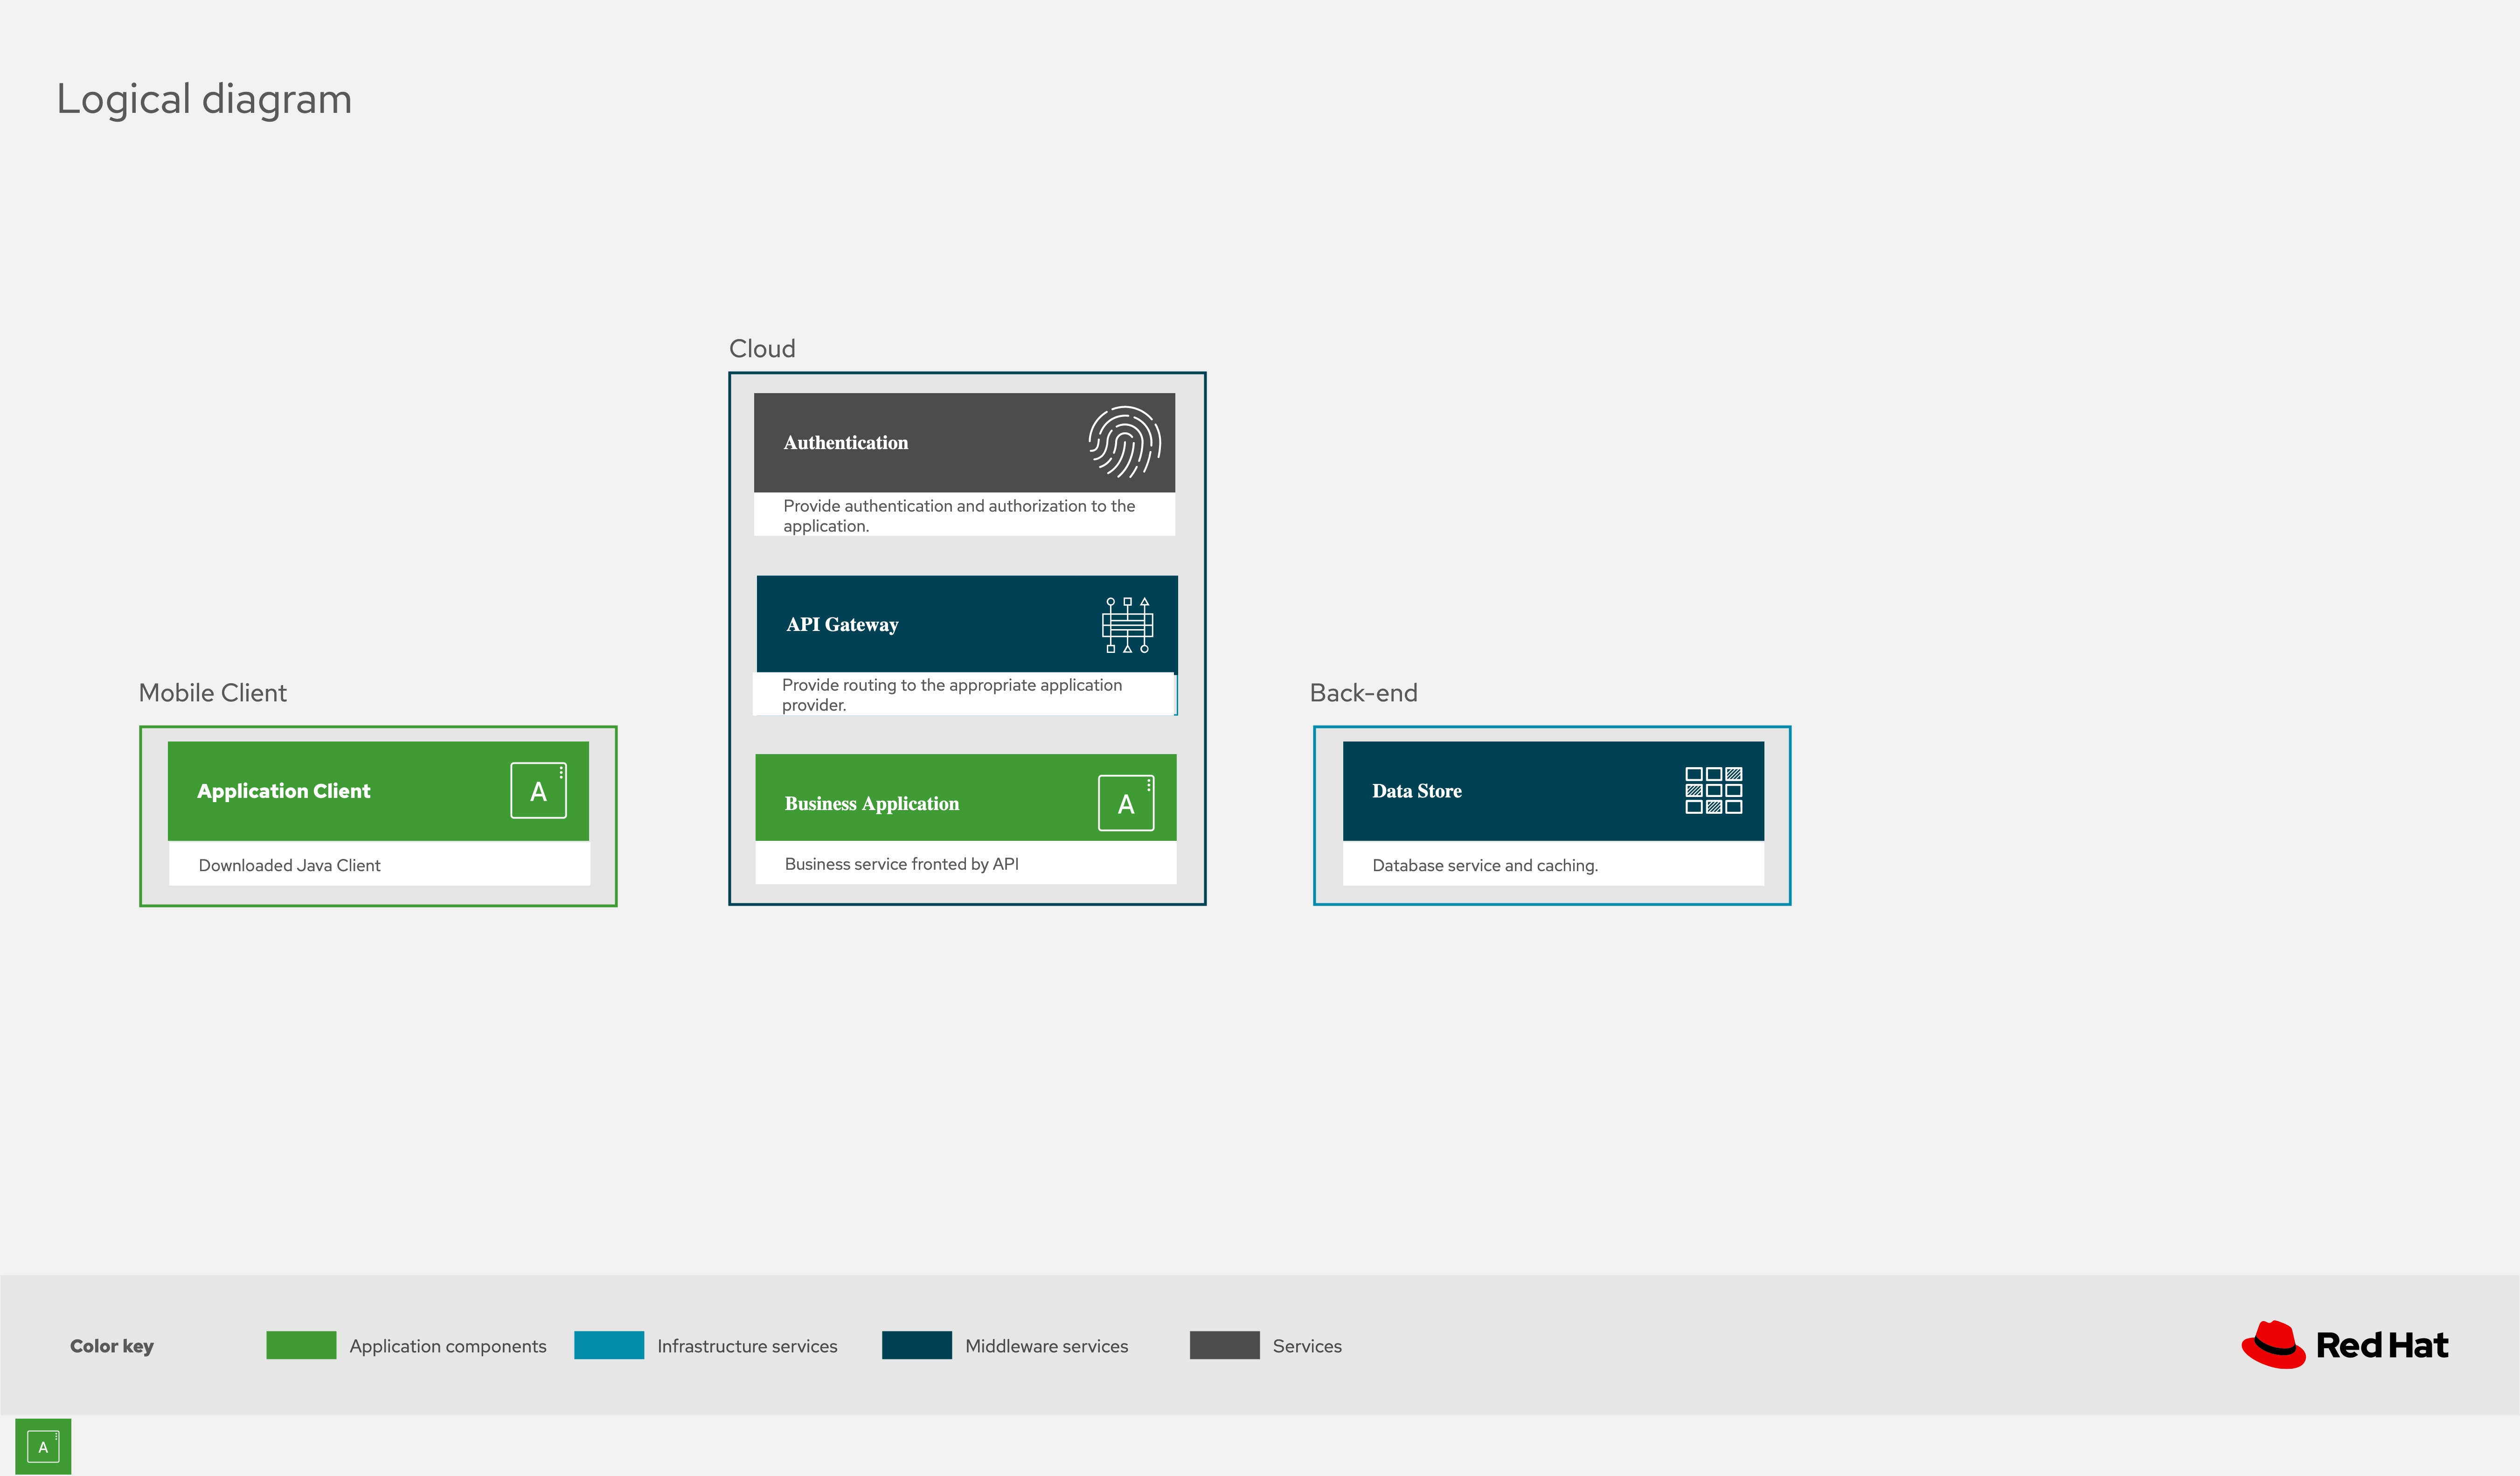 Logical diagram
Cloud
Authentication
Provide authentication and authorization to the
application.
API Gateway
Provide routing to the appropriate application
provider.
Business Application
A
Business service fronted by API
Mobile Client
Application Client
A
Downloaded Java Client
Back-end
Data Store
Database service and caching.
Color key
Application components
Infrastructure services
Middleware services
Services
Red Hat
A